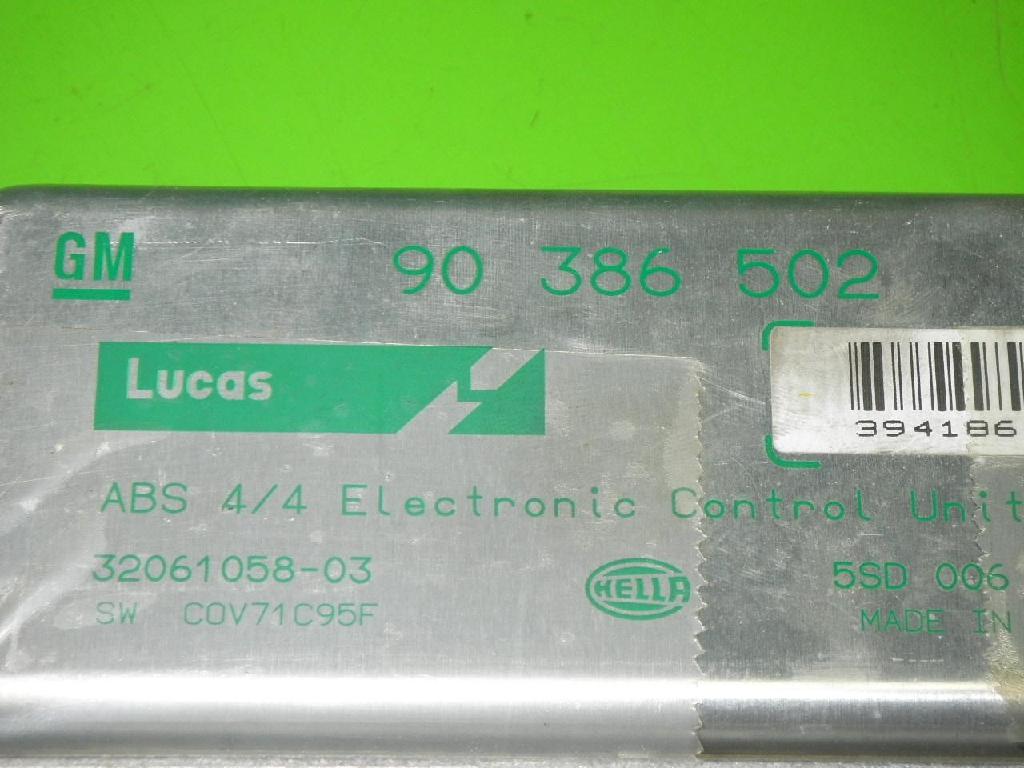 GM 90 386 502
Lucas
394186
ABS 4/4 Electronic Control Unit
32061058-03 HELLA 5SD 006
SW COV71C95F MADE IN